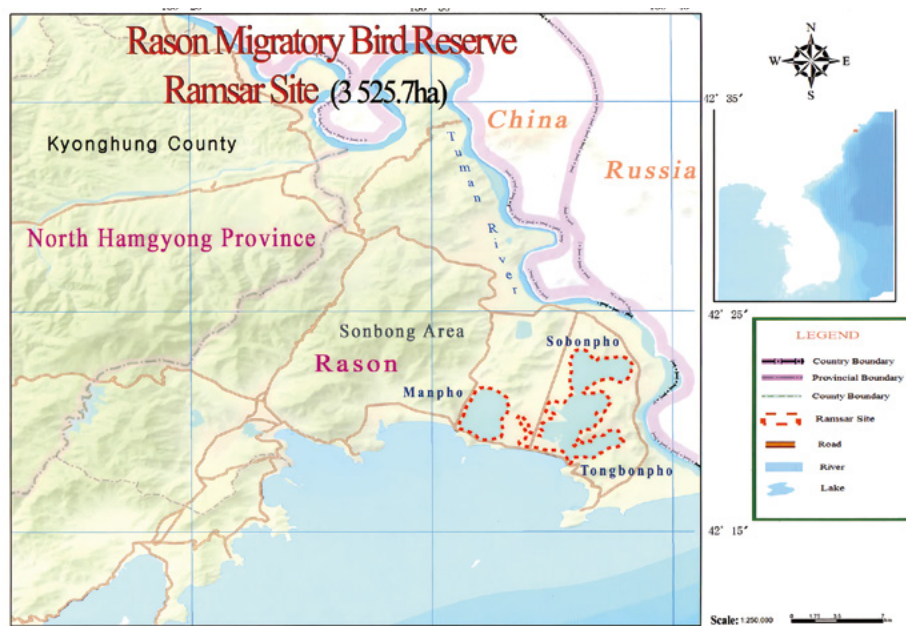 Rason Migratory Bird Reserve
Ramsar Site (3 525.7ha)
China
Russia
Kyonghung County
North Hamgyong Province
Tuman River
Sonbong Area
Rason
Sobonpho
Manpho
Tongbonpho
42° 35'
42° 25'
42° 15'
N
W
E
S
LEGEND
Country Boundary
Provincial Boundary
County Boundary
Ramsar Site
Road
River
Lake
Scale: 1:250.000